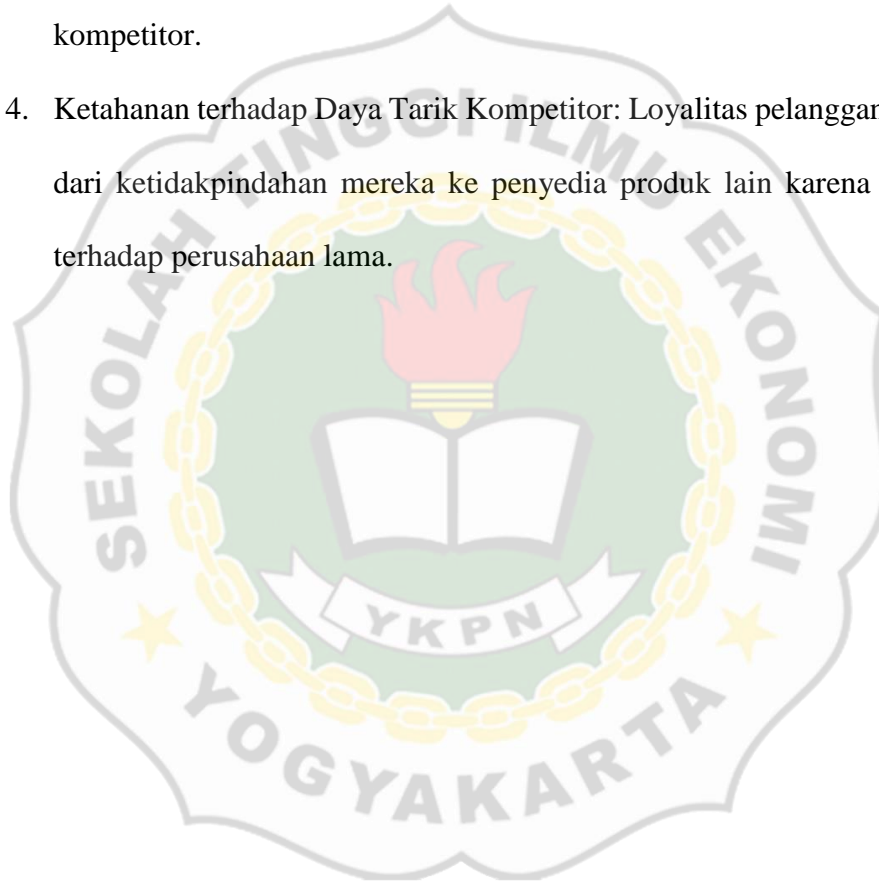 kompetitor.
4. Ketahanan terhadap Daya Tarik Kompetitor: Loyalitas pelanggan
dari ketidakpindahan mereka ke penyedia produk lain karena
terhadap perusahaan lama.
SEKOLAH TINGGI ILMU EKONOMI
YKPN
YOGYAKARTA